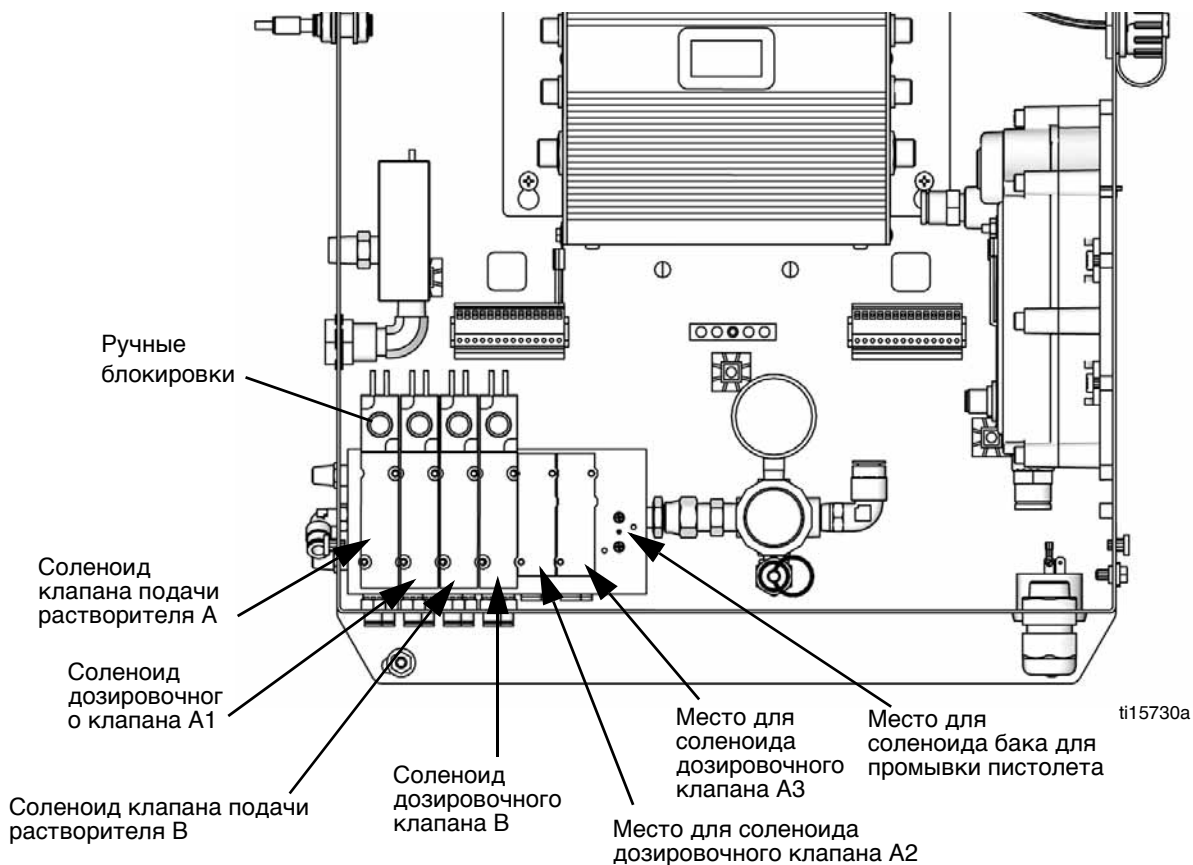 Ручные
блокировки
Соленоид
клапана подачи
растворителя A
Соленоид
дозировочног
о клапана A1
Соленоид клапана подачи
растворителя B
Соленоид
дозировочного
клапана B
Место для
соленоида
дозировочного
клапана A3
Место для соленоида
дозировочного клапана A2
Место для
соленоида бака для
промывки пистолета
ti15730a